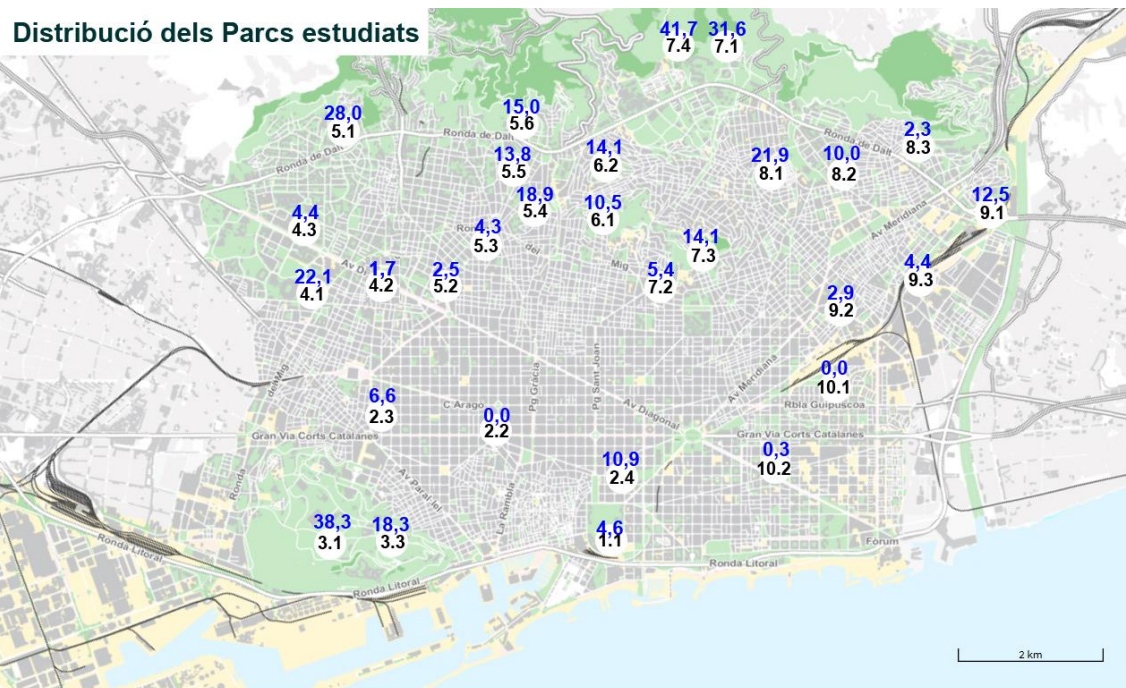 Distribució dels Parcs estudiats
41,7
7.4
31,6
7.1
28,0
5.1
15,0
5.6
Ronda de Dalt
Ronda de Dalt
2,3
8.3
Ronda de Dalt
13,8
5.5
14,1
6.2
21,9
8.1
10,0
8.2
18,9
5.4
10,5
6.1
12,5
9.1
4,4
4.3
4,3
5.3
Ron
del
Mig
Av Meridiana
14,1
7.3
22,1
4.1
Av D
1,7
4.2
2,5
5.2
5,4
7.2
4,4
9.3
2,9
9.2
Ronda
del Mig
Pg Gràcia
Pg Sant Joan
Av Meridiana
0,0
10.1
Rbla Guipuscoa
6,6
2.3
C Arago
0,0
2.2
Av Diagonal
Gran Via Corts Catalanes
Gran Via Corts Catalanes
0,3
10.2
10,9
2.4
Av Paral·lel
La Rambla
38,3
3.1
18,3
3.3
4,6
1.1
Forum
Ronda Litoral
Ronda Litoral
Ronda Litoral
2 km